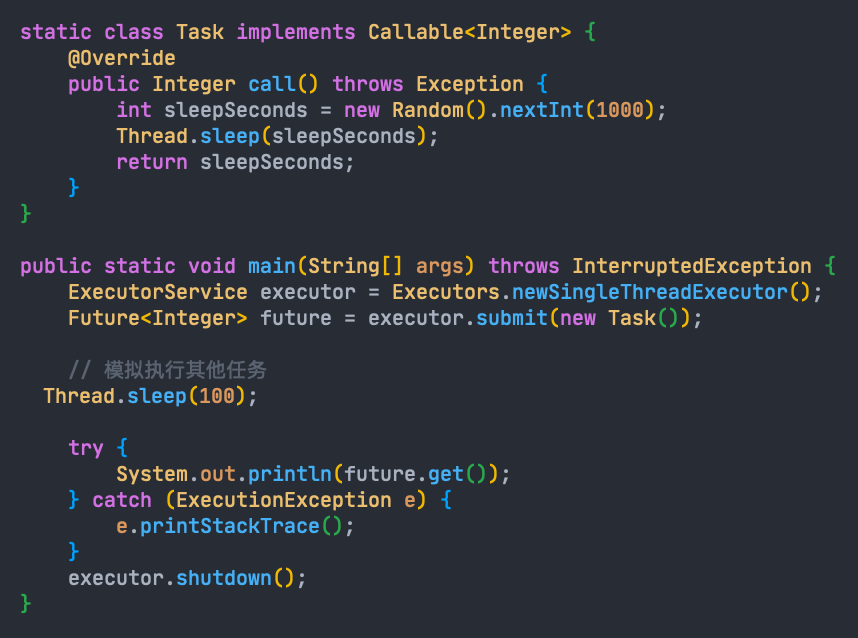 static class Task implements Callable<Integer> {
    @Override
    public Integer call() throws Exception {
        int sleepSeconds = new Random().nextInt(1000);
        Thread.sleep(sleepSeconds);
        return sleepSeconds;
    }
}

public static void main(String[] args) throws InterruptedException {
    ExecutorService executor = Executors.newSingleThreadExecutor();
    Future<Integer> future = executor.submit(new Task());

    // 模拟执行其他任务
  Thread.sleep(100);

    try {
        System.out.println(future.get());
    } catch (ExecutionException e) {
        e.printStackTrace();
    }
    executor.shutdown();
}